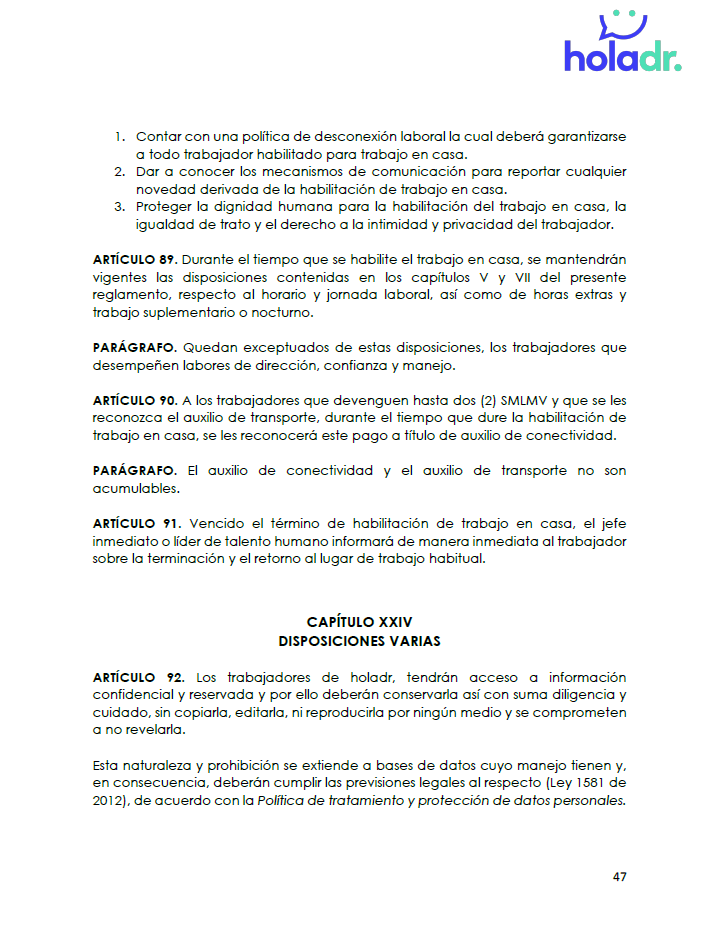 holadr.
1. Contar con una política de desconexión laboral la cual deberá garantizarse
a todo trabajador habilitado para trabajo en casa.
2. Dar a conocer los mecanismos de comunicación para reportar cualquier
novedad derivada de la habilitación de trabajo en casa.
3. Proteger la dignidad humana para la habilitación del trabajo en casa, la
igualdad de trato y el derecho a la intimidad y privacidad del trabajador.
ARTÍCULO 89. Durante el tiempo que se habilite el trabajo en casa, se mantendrán
vigentes las disposiciones contenidas en los capítulos V y VII del presente
reglamento, respecto al horario y jornada laboral, así como de horas extras y
trabajo suplementario o nocturno.
PARÁGRAFO. Quedan exceptuados de estas disposiciones, los trabajadores que
desempeñen labores de dirección, confianza y manejo.
ARTÍCULO 90. A los trabajadores que devenguen hasta dos (2) SMLMV y que se les
reconozca el auxilio de transporte, durante el tiempo que dure la habilitación de
trabajo en casa, se les reconocerá este pago a título de auxilio de conectividad.
PARÁGRAFO. El auxilio de conectividad y el auxilio de transporte no son
acumulables.
ARTÍCULO 91. Vencido el término de habilitación de trabajo en casa, el jefe
inmediato o líder de talento humano informará de manera inmediata al trabajador
sobre la terminación y el retorno al lugar de trabajo habitual.
CAPÍTULO XXIV
DISPOSICIONES VARIAS
ARTÍCULO 92. Los trabajadores de holadr, tendrán acceso a información
confidencial y reservada y por ello deberán conservarla así con suma diligencia y
cuidado, sin copiarla, editarla, ni reproducirla por ningún medio y se comprometen
a no revelarla.
Esta naturaleza y prohibición se extiende a bases de datos cuyo manejo tienen y,
en consecuencia, deberán cumplir las previsiones legales al respecto (Ley 1581 de
2012), de acuerdo con la Política de tratamiento y protección de datos personales.
47